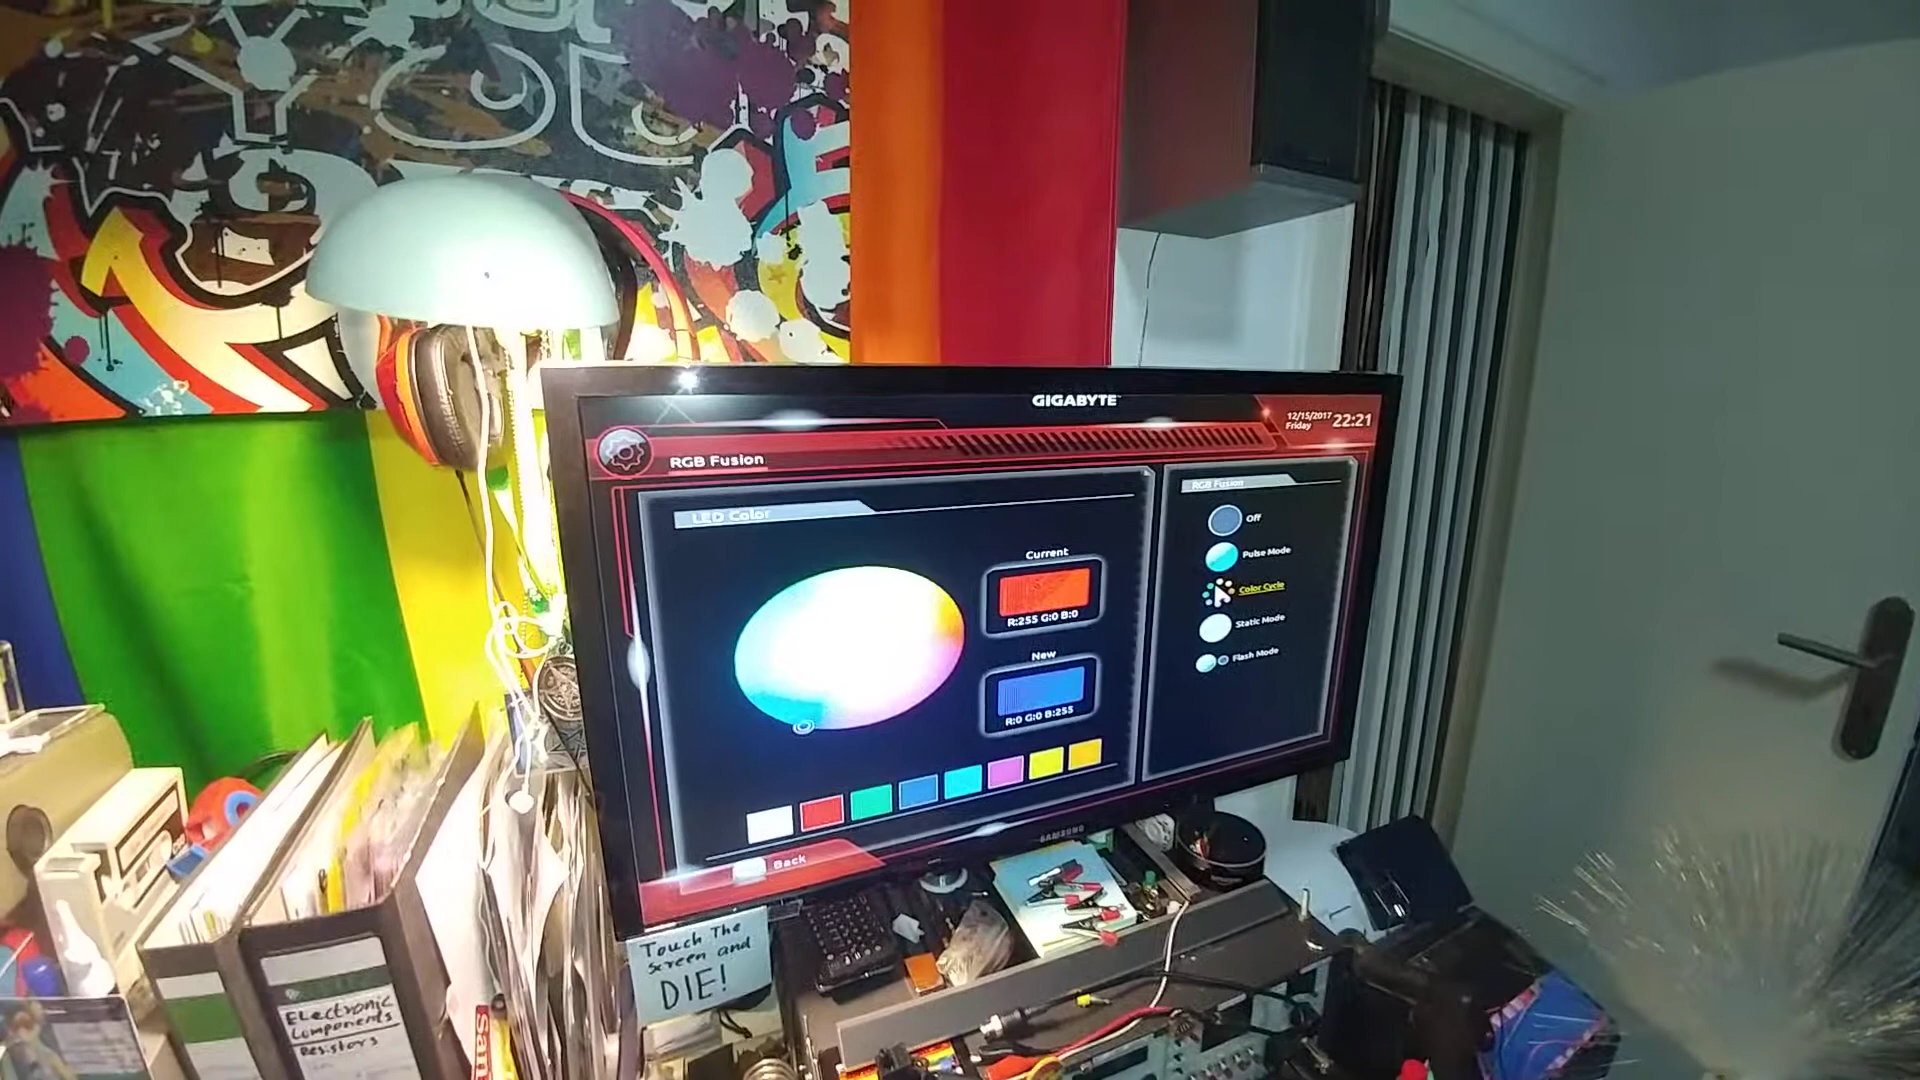 YOU
GIGABYTE
12/15/2017
Friday
22:21
RGB Fusion
LED Color
Current
R:255 G:0 B:0
New
R:0 G:0 B:255
RGB Fusion
Off
Pulse Mode
Color Cycle
Static Mode
Flash Mode
Back
SAMSUNG
Touch The
screen and
DIE!
Electronic
Components
Resistors
San